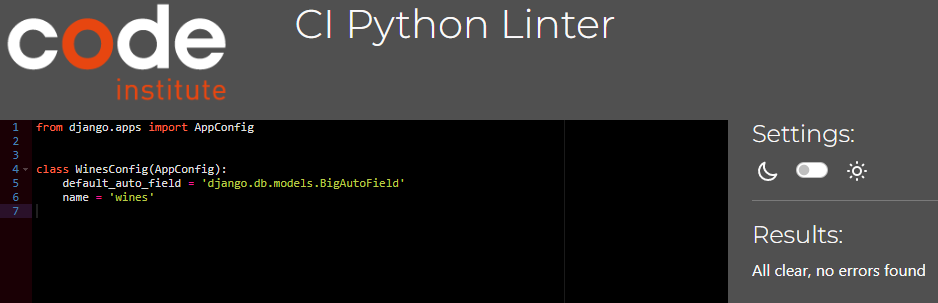 code
institute
CI Python Linter
1 from django.apps import AppConfig
2
3
4 class WinesConfig(AppConfig):
5     default_auto_field = 'django.db.models.BigAutoField'
6     name = 'wines'
7
Settings:
Results:
All clear, no errors found